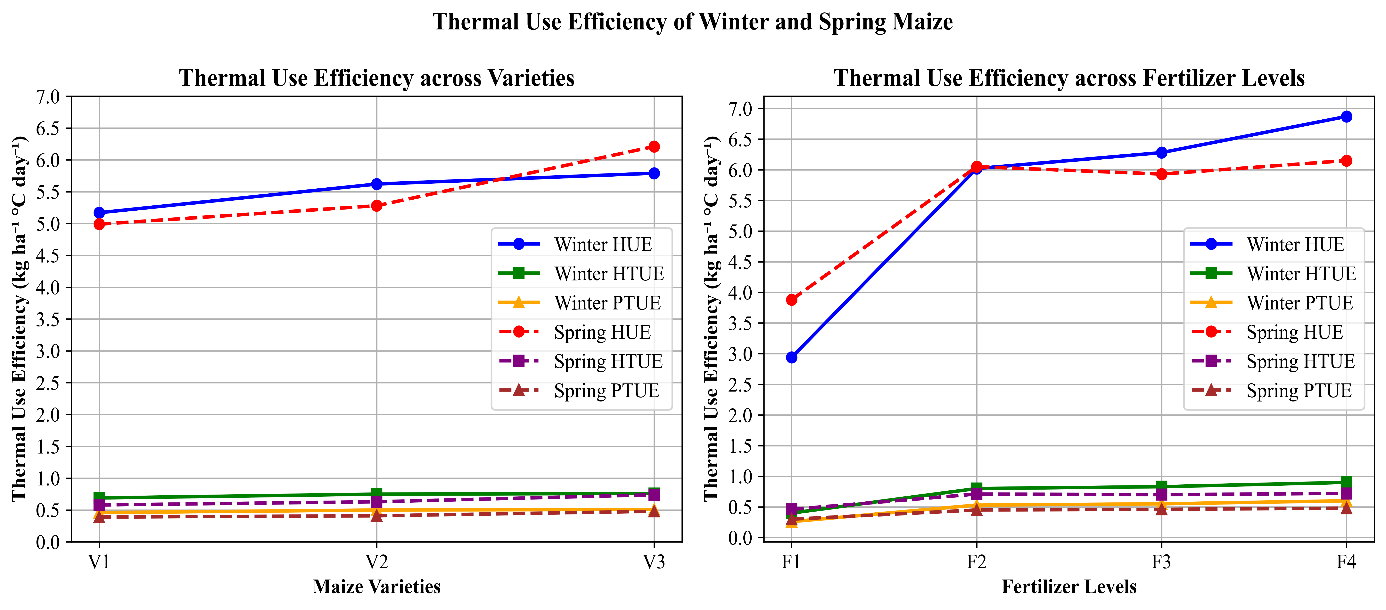 Thermal Use Efficiency of Winter and Spring Maize
Thermal Use Efficiency across Varieties
Thermal Use Efficiency (kg ha⁻¹ °C day⁻¹)
7.0
6.5
6.0
5.5
5.0
4.5
4.0
3.5
3.0
2.5
2.0
1.5
1.0
0.5
0.0
Winter HUE
Winter HTUE
Winter PTUE
Spring HUE
Spring HTUE
Spring PTUE
V1
V2
V3
Maize Varieties
Thermal Use Efficiency across Fertilizer Levels
Thermal Use Efficiency (kg ha⁻¹ °C day⁻¹)
7.0
6.5
6.0
5.5
5.0
4.5
4.0
3.5
3.0
2.5
2.0
1.5
1.0
0.5
0.0
Winter HUE
Winter HTUE
Winter PTUE
Spring HUE
Spring HTUE
Spring PTUE
F1
F2
F3
F4
Fertilizer Levels